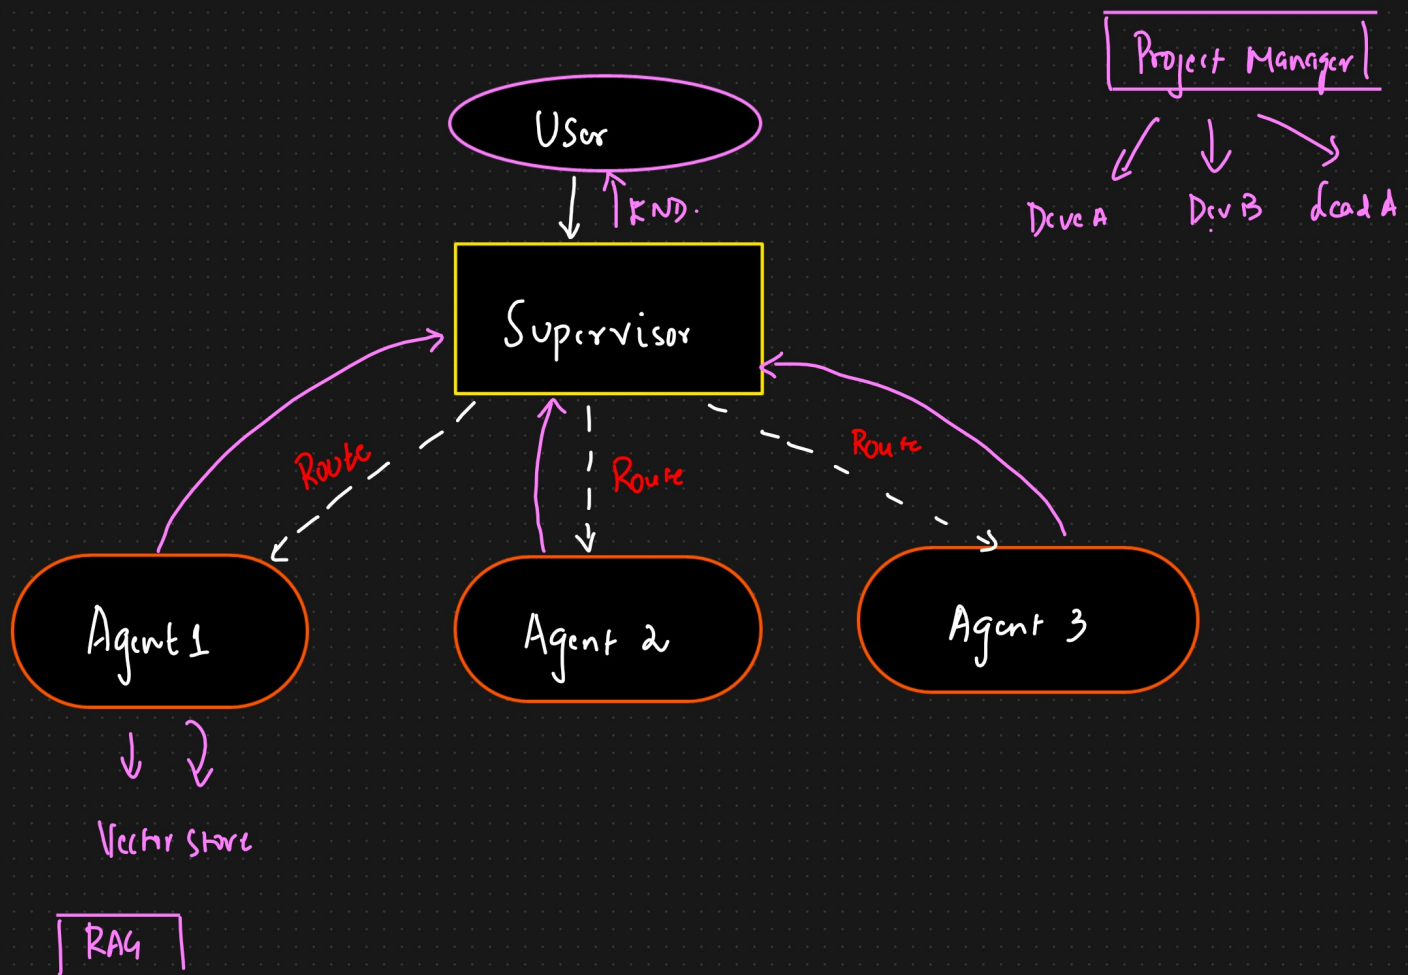 Project Manager
User
END.
Deve A
Dev B
Lead A
Supervisor
Route
Route
Route
Agent 1
Agent 2
Agent 3
Vector Store
RAG